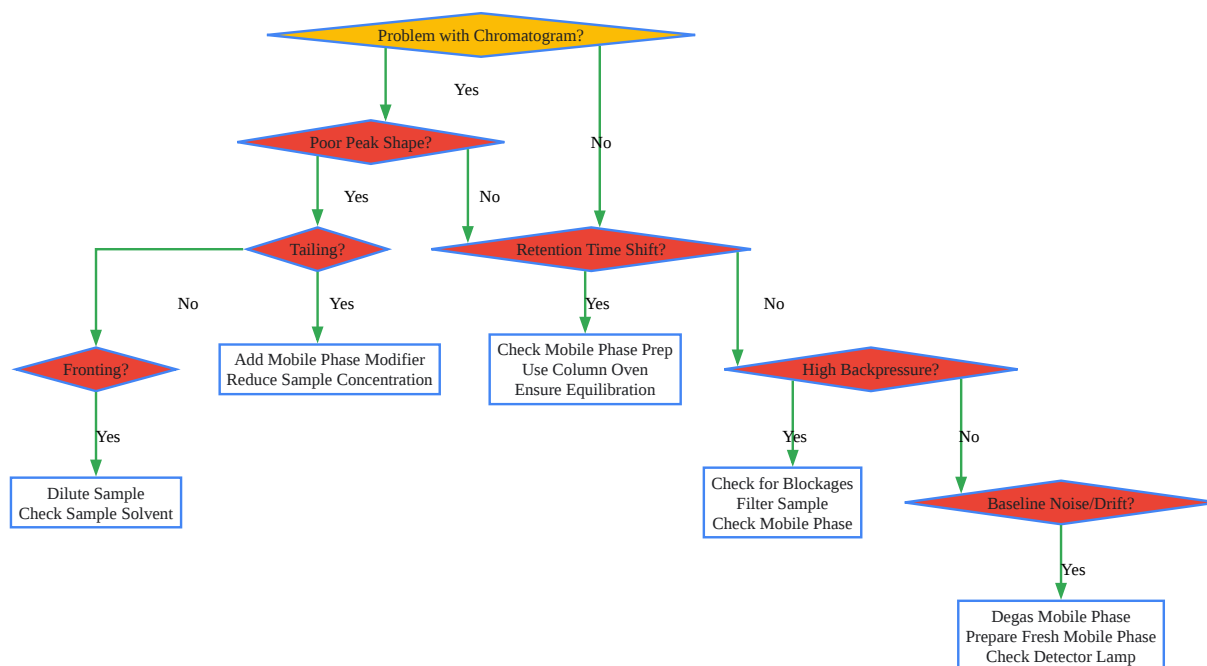 Problem with Chromatogram?
Yes
Poor Peak Shape?
No
Yes
No
Tailing?
Retention Time Shift?
No
Yes
Yes
No
Add Mobile Phase Modifier
Reduce Sample Concentration
Check Mobile Phase Prep
Use Column Oven
Ensure Equilibration
Fronting?
High Backpressure?
Yes
Yes
No
Dilute Sample
Check Sample Solvent
Check for Blockages
Filter Sample
Check Mobile Phase
Baseline Noise/Drift?
Yes
Degas Mobile Phase
Prepare Fresh Mobile Phase
Check Detector Lamp